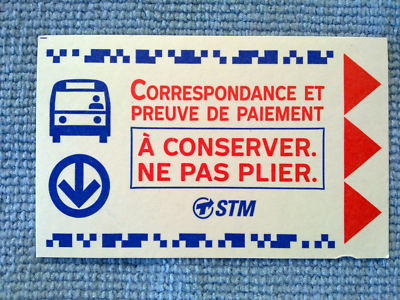 CORRESPONDANCE ET
PREUVE DE PAIEMENT
À CONSERVER.
NE PAS PLIER.
STM